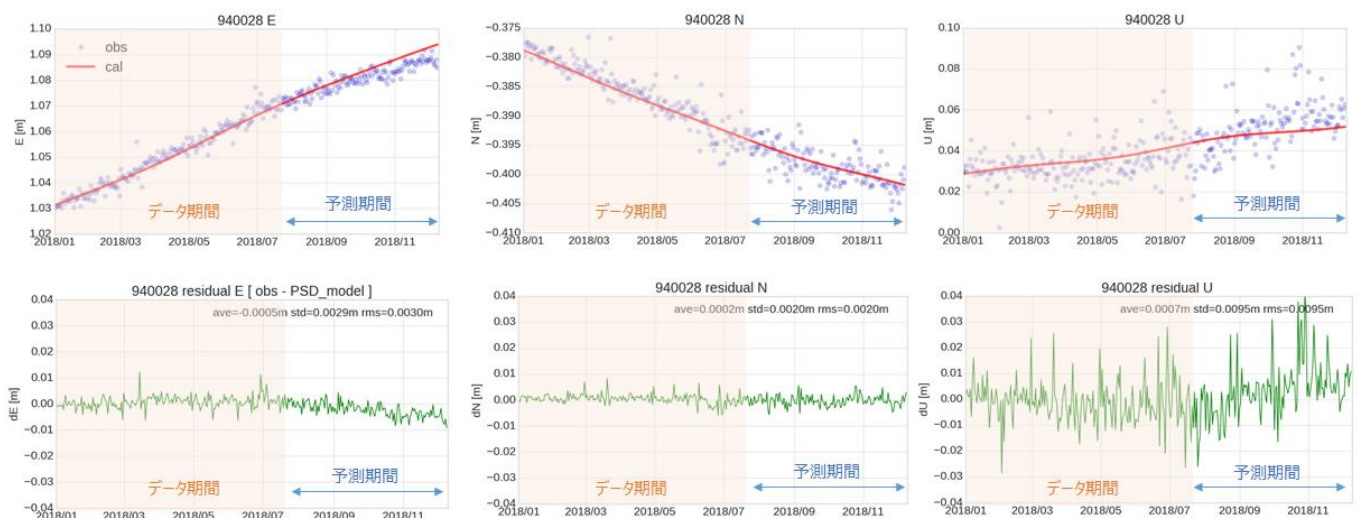 940028 E
E [m]
1.10
1.09
1.08
1.07
1.06
1.05
1.04
1.03
1.02
obs
cal
データ期間
予測期間
2018/01 2018/03 2018/05 2018/07 2018/09 2018/11
940028 N
N [m]
−0.375
−0.380
−0.385
−0.390
−0.395
−0.400
−0.405
−0.410
データ期間
予測期間
2018/01 2018/03 2018/05 2018/07 2018/09 2018/11
940028 U
U [m]
0.10
0.08
0.06
0.04
0.02
0.00
データ期間
予測期間
2018/01 2018/03 2018/05 2018/07 2018/09 2018/11
940028 residual E [ obs - PSD_model ]
ave=-0.0005m std=0.0029m rms=0.0030m
dE [m]
0.04
0.03
0.02
0.01
0.00
−0.01
−0.02
−0.03
−0.04
データ期間
予測期間
2018/01 2018/03 2018/05 2018/07 2018/09 2018/11
940028 residual N
ave=0.0002m std=0.0020m rms=0.0020m
dN [m]
0.04
0.03
0.02
0.01
0.00
−0.01
−0.02
−0.03
−0.04
データ期間
予測期間
2018/01 2018/03 2018/05 2018/07 2018/09 2018/11
940028 residual U
ave=0.0007m std=0.0095m rms=0.0095m
dU [m]
0.04
0.03
0.02
0.01
0.00
−0.01
−0.02
−0.03
−0.04
データ期間
予測期間
2018/01 2018/03 2018/05 2018/07 2018/09 2018/11